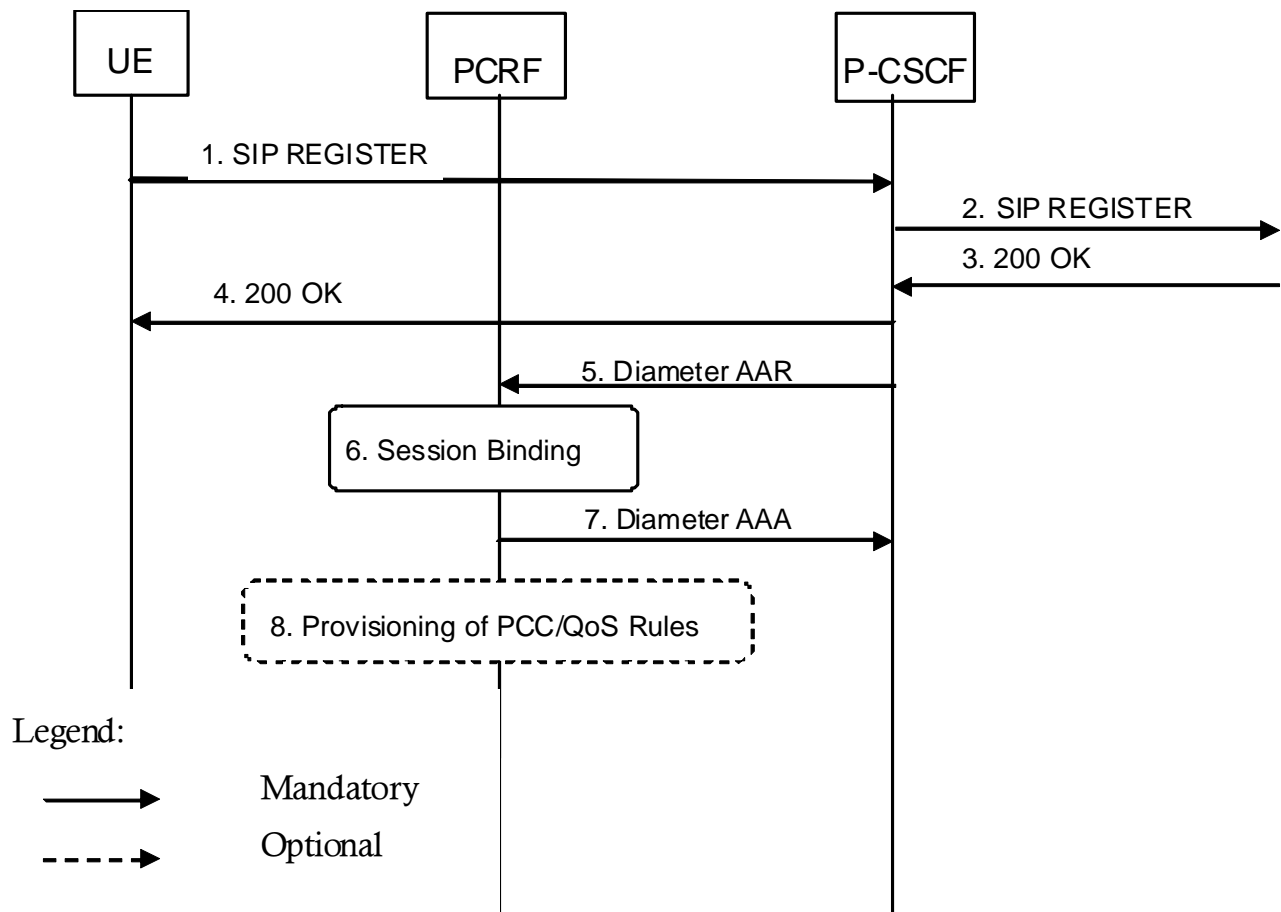 UE
PCRF
P-CSCF
1. SIP REGISTER
2. SIP REGISTER
3. 200 OK
4. 200 OK
5. Diameter AAR
6. Session Binding
7. Diameter AAA
8. Provisioning of PCC/QoS Rules
Legend:
Mandatory
Optional